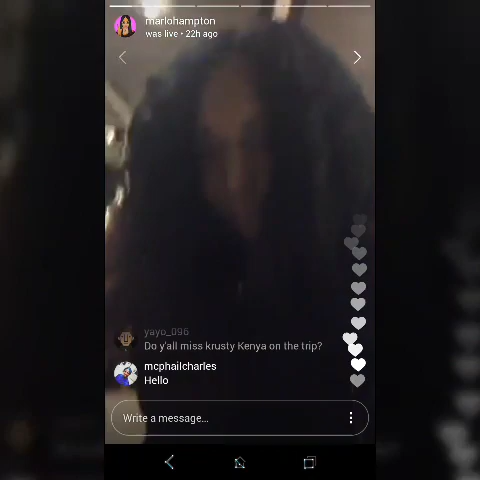 marlohampton
was live • 22h ago
yayo_096
Do y'all miss krusty Kenya on the trip?
mcphailcharles
Hello
Write a message...